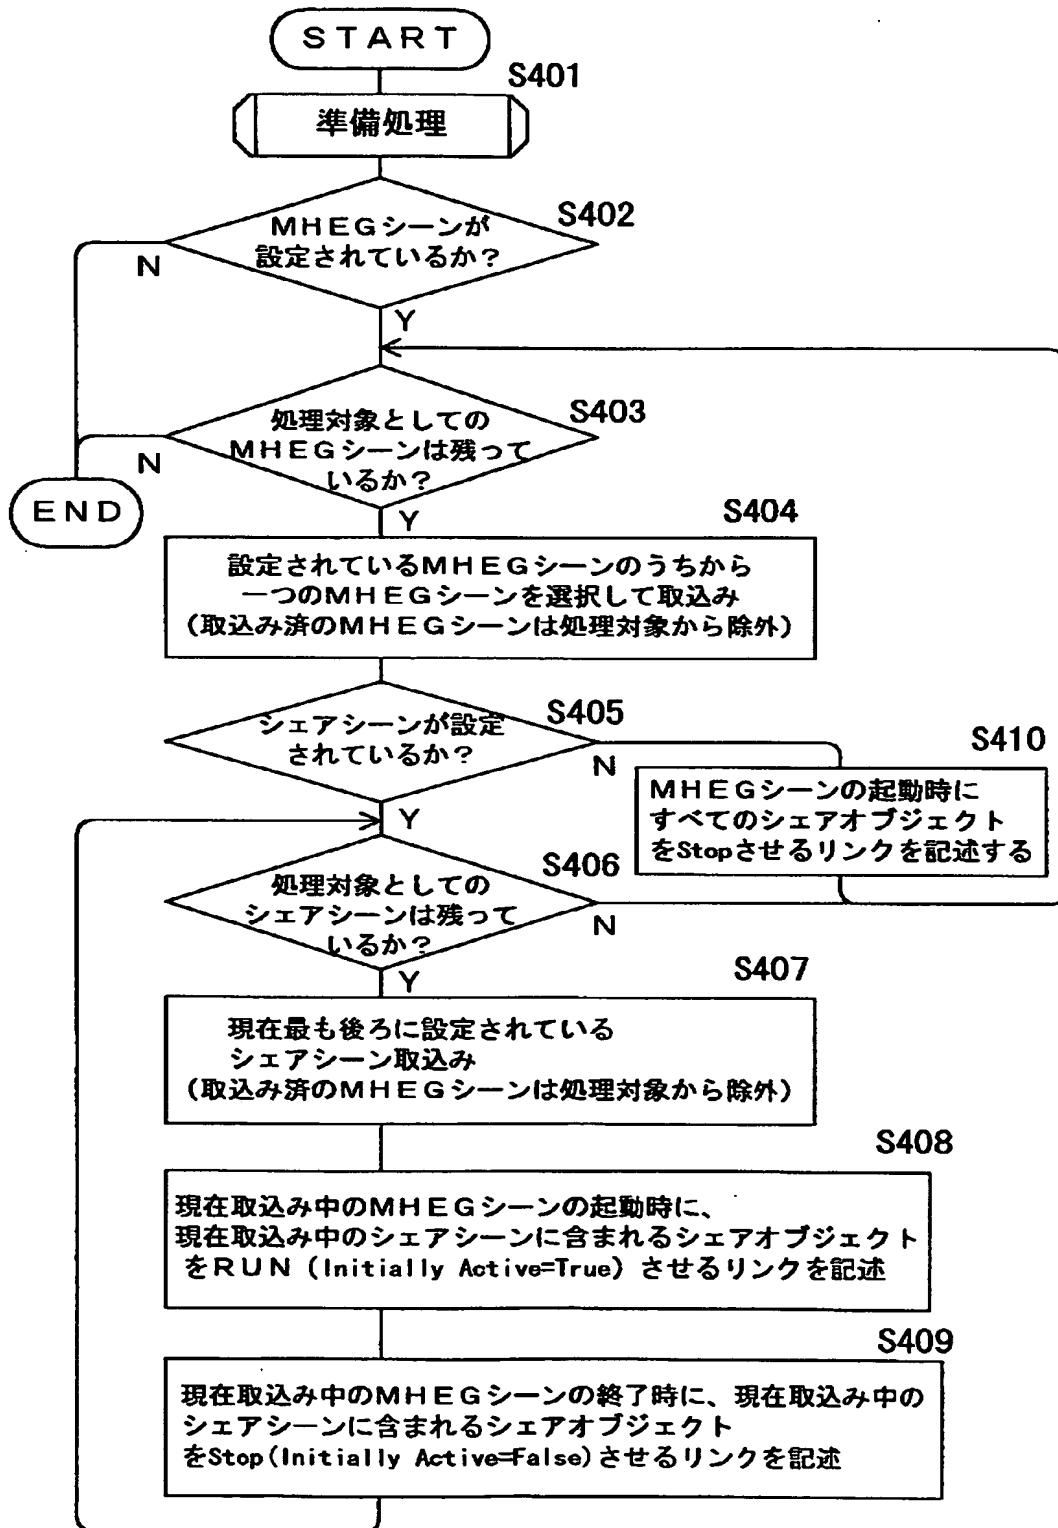 START
S401
準備処理
S402
MHEGシーンが
設定されているか？
N
Y
S403
処理対象としての
MHEGシーンは残って
いるか？
N
END
Y
S404
設定されているMHEGシーンのうちから
一つのMHEGシーンを選択して取込み
（取込み済のMHEGシーンは処理対象から除外）
S405
シェアシーンが設定
されているか？
N
S410
MHEGシーンの起動時に
すべてのシェアオブジェクト
をStopさせるリンクを記述する
Y
S406
処理対象としての
シェアシーンは残って
いるか？
N
Y
S407
現在最も後ろに設定されている
シェアシーン取込み
（取込み済のMHEGシーンは処理対象から除外）
S408
現在取込み中のMHEGシーンの起動時に、
現在取込み中のシェアシーンに含まれるシェアオブジェクト
をRUN（Initially Active=True）させるリンクを記述
S409
現在取込み中のMHEGシーンの終了時に、現在取込み中の
シェアシーンに含まれるシェアオブジェクト
をStop(Initially Active=False)させるリンクを記述